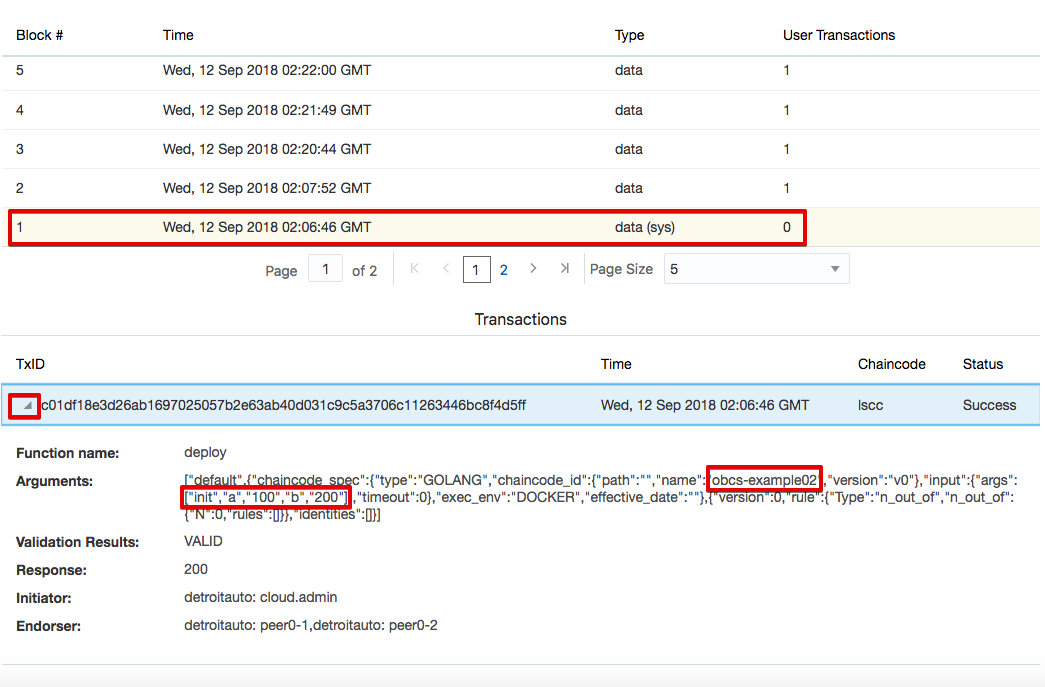 Block # Time Type User Transactions
5 Wed, 12 Sep 2018 02:22:00 GMT data 1
4 Wed, 12 Sep 2018 02:21:49 GMT data 1
3 Wed, 12 Sep 2018 02:20:44 GMT data 1
2 Wed, 12 Sep 2018 02:07:52 GMT data 1
1 Wed, 12 Sep 2018 02:06:46 GMT data (sys) 0
Page 1 of 2 1 2 Page Size 5
Transactions
TxID Time Chaincode Status
c01df18e3d26ab1697025057b2e63ab40d031c9c5a3706c11263446bc8f4d5ff Wed, 12 Sep 2018 02:06:46 GMT lscc Success
Function name: deploy
Arguments: ["default",{"chaincode_spec":{"type":"GOLANG","chaincode_id":{"path":"","name":"obcs-example02","version":"v0"},"input":{"args":
["init","a","100","b","200"]},"timeout":0},"exec_env":"DOCKER","effective_date":""},{"version":0,"rule":{"Type":"n_out_of","n_out_of":
{"N":0,"rules":[]}},"identities":[]}]
Validation Results: VALID
Response: 200
Initiator: detroitauto: cloud.admin
Endorser: detroitauto: peer0-1,detroitauto: peer0-2